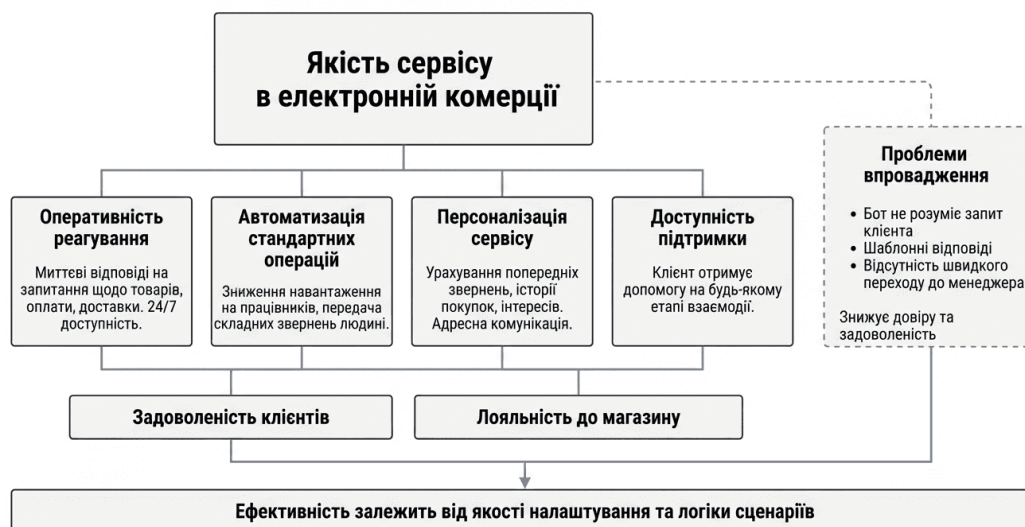 Якість сервісу
в електронній комерції
Оперативність
реагування
Миттєві відповіді на
запитання щодо товарів,
оплати, доставки. 24/7
доступність.
Автоматизація
стандартних
операцій
Зниження навантаження
на працівників, передача
складних звернень людині.
Персоналізація
сервісу
Урахування попередніх
звернень, історії
покупок, інтересів.
Адресна комунікація.
Доступність
підтримки
Клієнт отримує
допомогу на будь-якому
етапі взаємодії.
Проблеми
впровадження
• Бот не розуміє запит
клієнта
• Шаблонні відповіді
• Відсутність швидкого
переходу до менеджера
Знижує довіру та
задоволеність
Задоволеність клієнтів
Лояльність до магазину
Ефективність залежить від якості налаштування та логіки сценаріїв